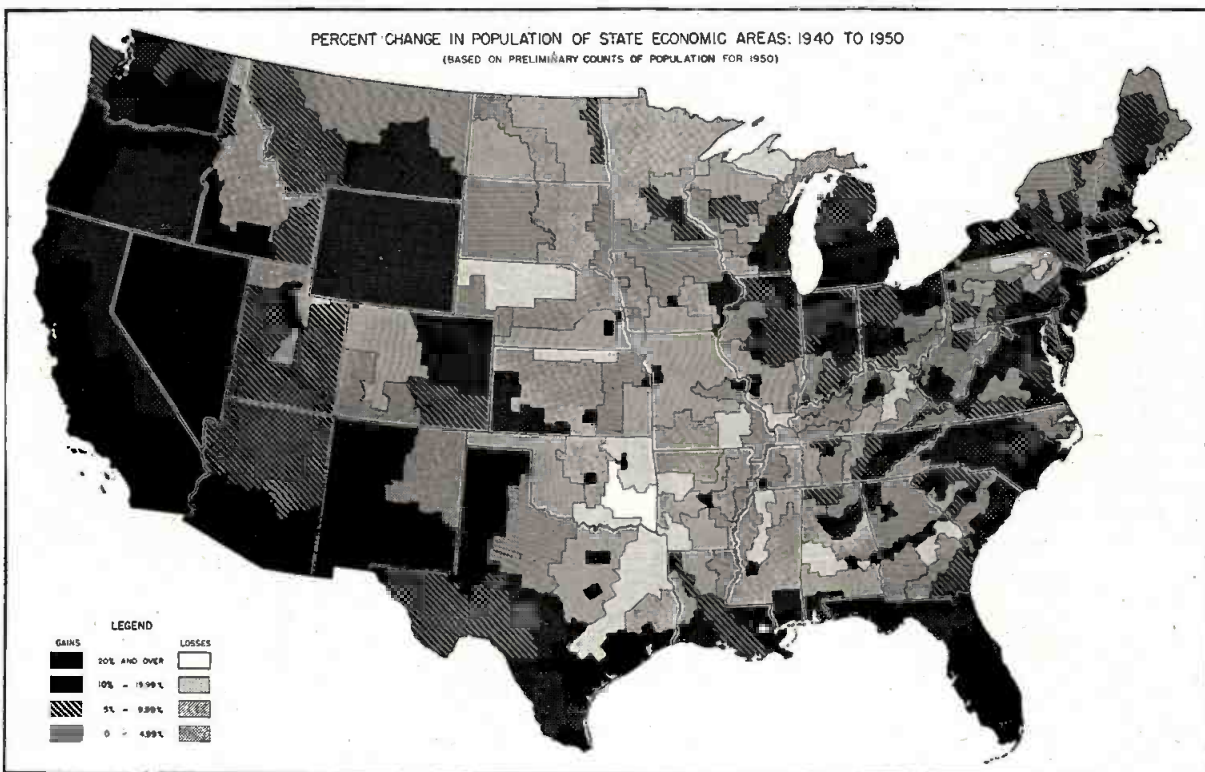 PERCENT CHANGE IN POPULATION OF STATE ECONOMIC AREAS: 1940 TO 1950
(BASED ON PRELIMINARY COUNTS OF POPULATION FOR 1950)
LEGEND
GAINS LOSSES
20% AND OVER
10% - 19.99%
5% - 9.99%
0 - 4.99%